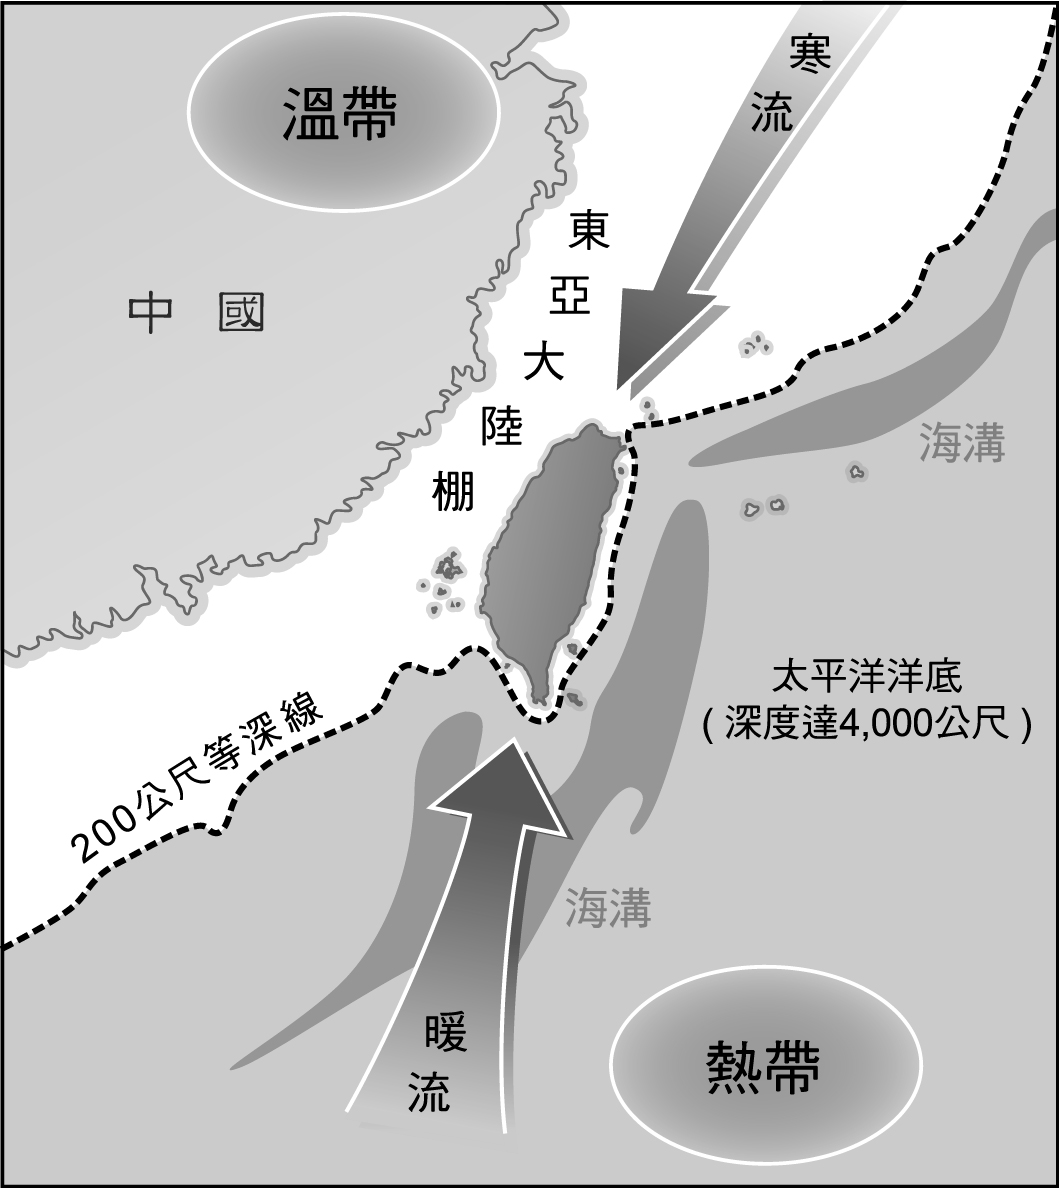 溫帶
寒流
中國
東亞大陸棚
海溝
太平洋洋底
(深度達4,000公尺)
200公尺等深線
海溝
暖流
熱帶